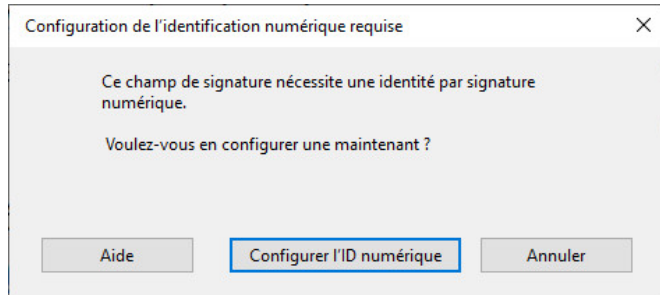 Configuration de l'identification numérique requise
Ce champ de signature nécessite une identité par signature
numérique.
Voulez-vous en configurer une maintenant ?
Aide
Configurer l'ID numérique
Annuler